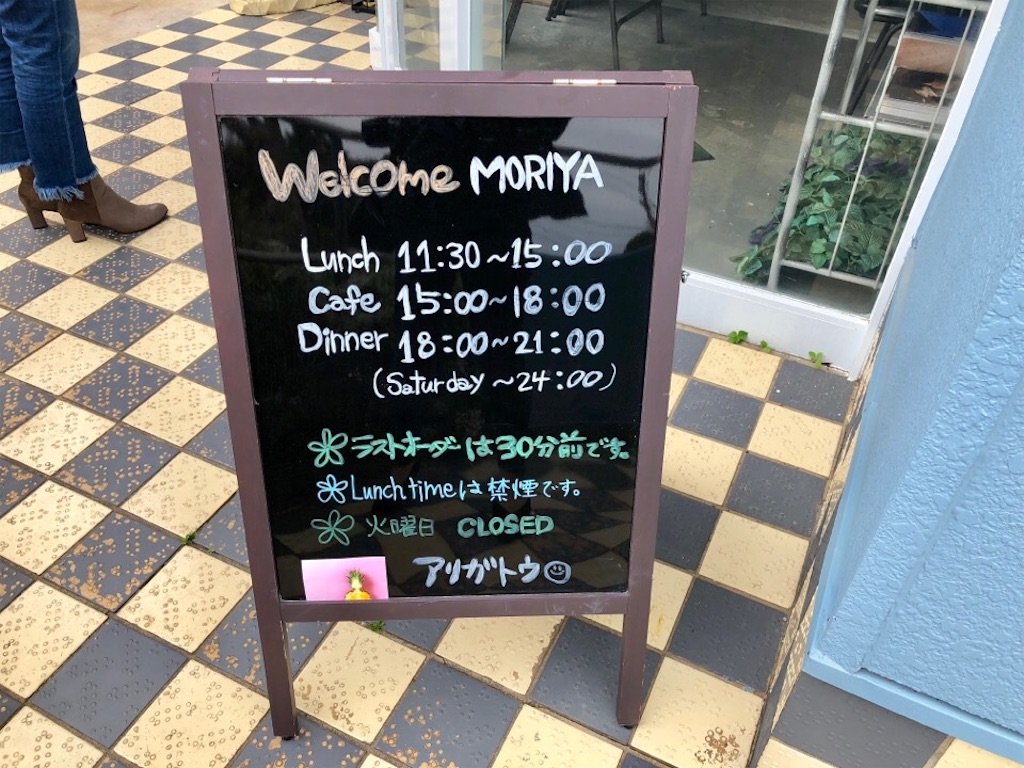 Welcome MORIYA
Lunch 11:30~15:00
Cafe 15:00~18:00
Dinner 18:00~21:00
(Saturday ~24:00)
ラストオーダーは30分前です。
Lunch timeは禁煙です。
火曜日 CLOSED
アリガトウ